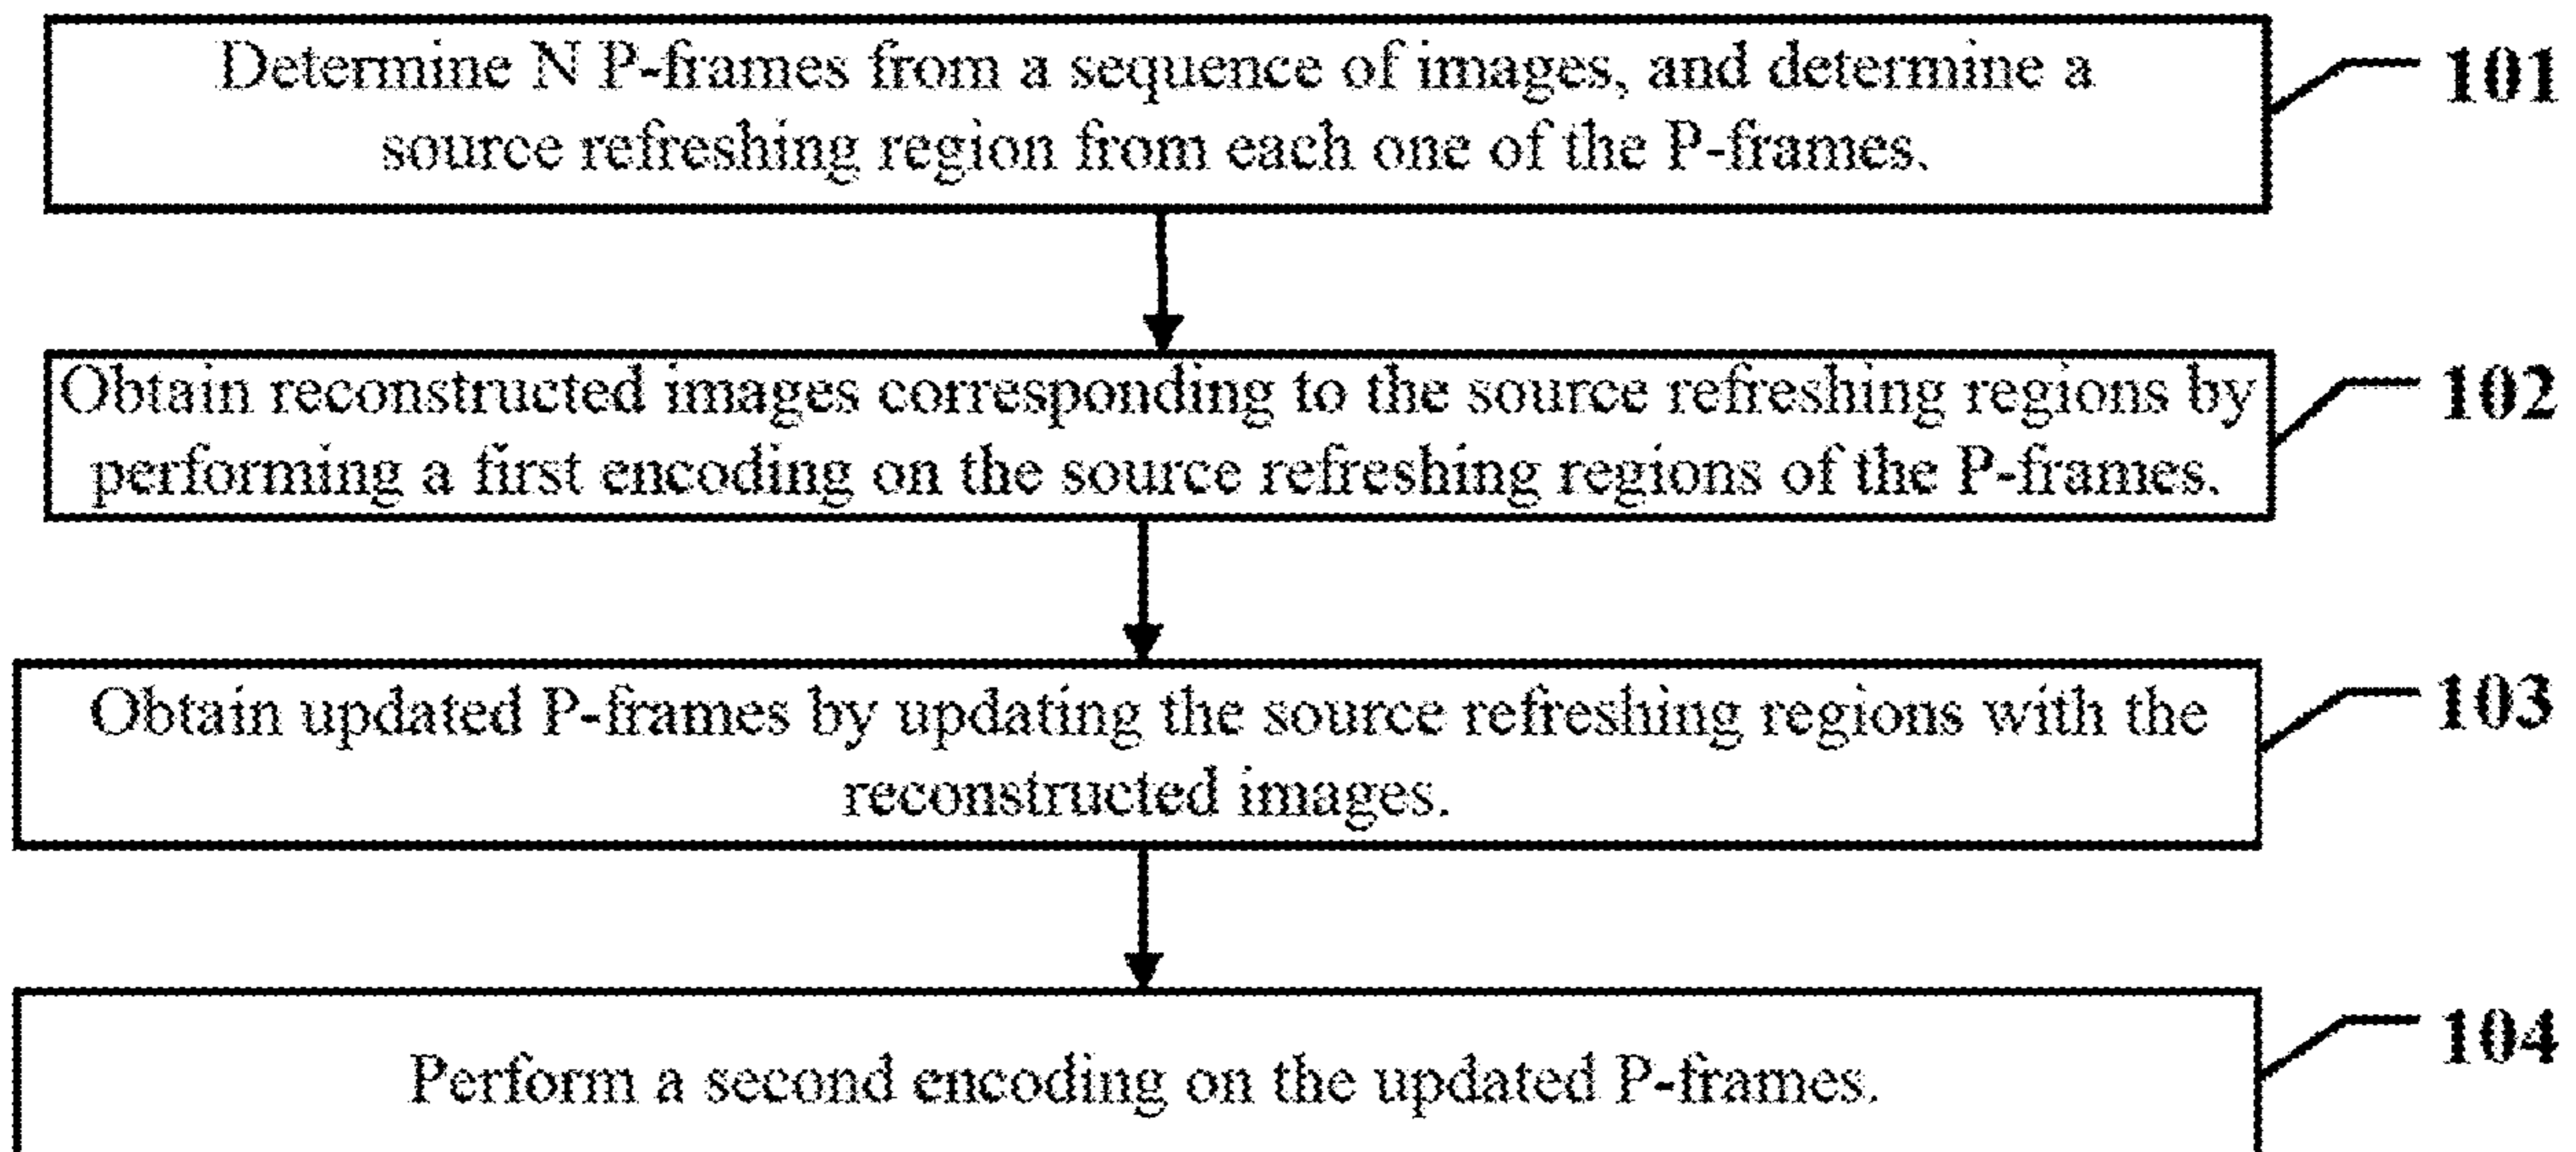 Determine N P-frames from a sequence of images, and determine a
source refreshing region from each one of the P-frames.
101
Obtain reconstructed images corresponding to the source refreshing regions by
performing a first encoding on the source refreshing regions of the P-frames.
102
Obtain updated P-frames by updating the source refreshing regions with the
reconstructed images.
103
Perform a second encoding on the updated P-frames.
104